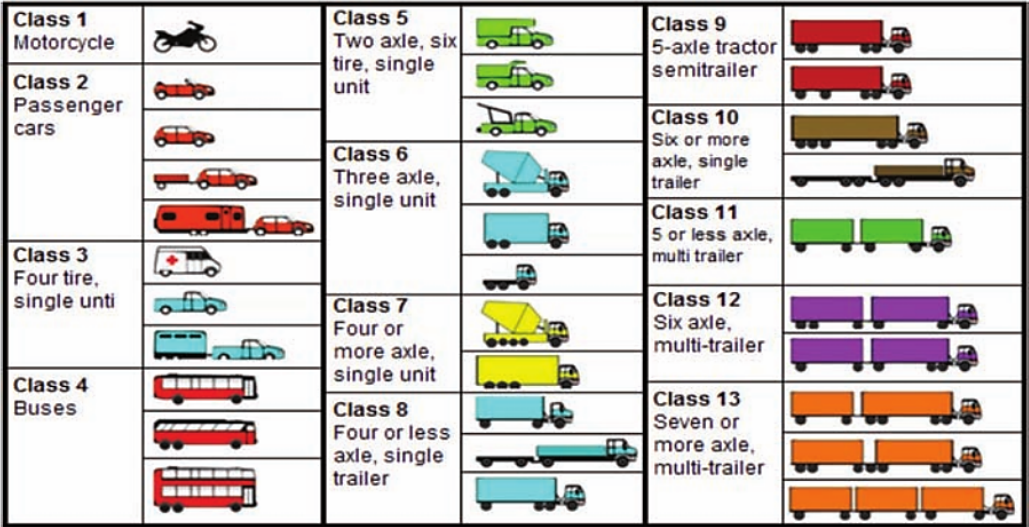 Class 1
Motorcycle
Class 2
Passenger
cars
Class 3
Four tire,
single unti
Class 4
Buses
Class 5
Two axle, six
tire, single
unit
Class 6
Three axle,
single unit
Class 7
Four or
more axle,
single unit
Class 8
Four or less
axle, single
trailer
Class 9
5-axle tractor
semitrailer
Class 10
Six or more
axle, single
trailer
Class 11
5 or less axle,
multi trailer
Class 12
Six axle,
multi-trailer
Class 13
Seven or
more axle,
multi-trailer